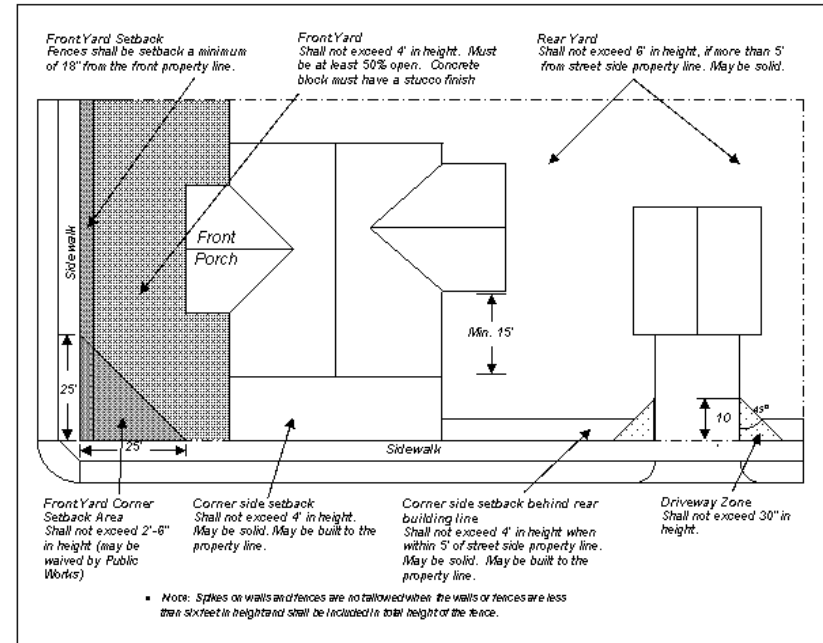 Front Yard Setback
Fences shall be setback a minimum
of 18" from the front property line.
Front Yard
Shall not exceed 4' in height. Must
be at least 50% open. Concrete
block must have a stucco finish
Rear Yard
Shall not exceed 6' in height, if more than 5'
from street side property line. May be solid.
Sidewalk
Front
Porch
Min. 15'
25'
25'
10
45°
Sidewalk
Front Yard Corner
Setback Area
Shall not exceed 2'-6"
in height (may be
waived by Public
Works)
Corner side setback
Shall not exceed 4' in height.
May be solid. May be built to the
property line.
Corner side setback behind rear
building line
Shall not exceed 4' in height when
within 5' of street side property line.
May be solid. May be built to the
property line.
Driveway Zone
Shall not exceed 30" in
height.
• Note: Spikes on walls and fences are not allowed when the walls or fences are less
than six feet in height and shall be included in total height of the fence.